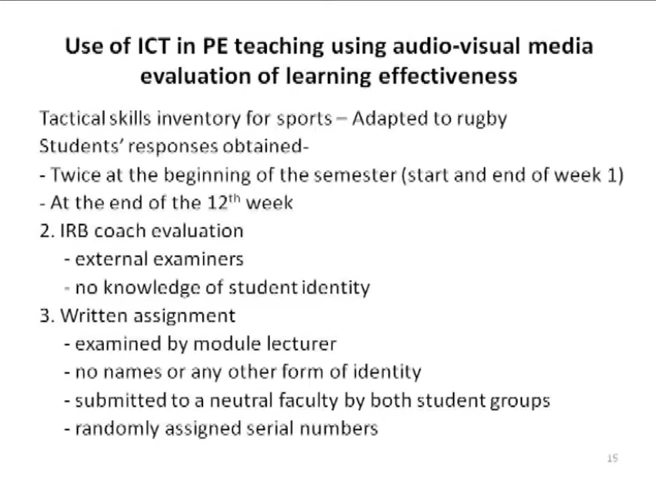 Use of ICT in PE teaching using audio-visual media
evaluation of learning effectiveness
Tactical skills inventory for sports – Adapted to rugby
Students’ responses obtained-
- Twice at the beginning of the semester (start and end of week 1)
- At the end of the 12th week
2. IRB coach evaluation
- external examiners
- no knowledge of student identity
3. Written assignment
- examined by module lecturer
- no names or any other form of identity
- submitted to a neutral faculty by both student groups
- randomly assigned serial numbers
15